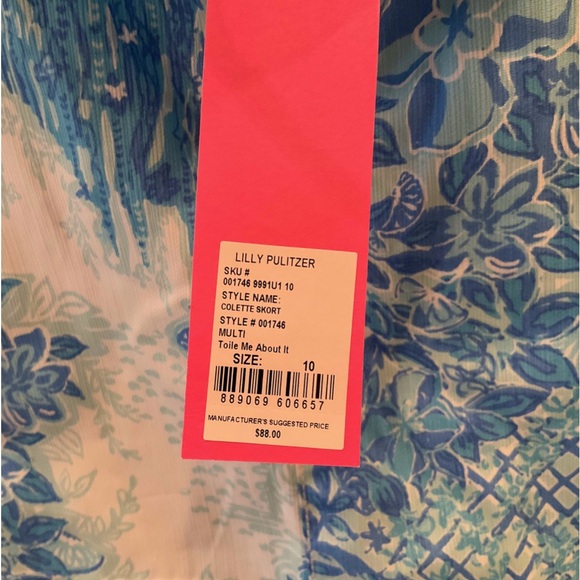 LILLY PULITZER
SKU #
001746 9991U1 10
STYLE NAME:
COLETTE SKORT
STYLE # 001746
MULTI
Toile Me About It
SIZE: 10
889069 606657
MANUFACTURER'S SUGGESTED PRICE
$88.00